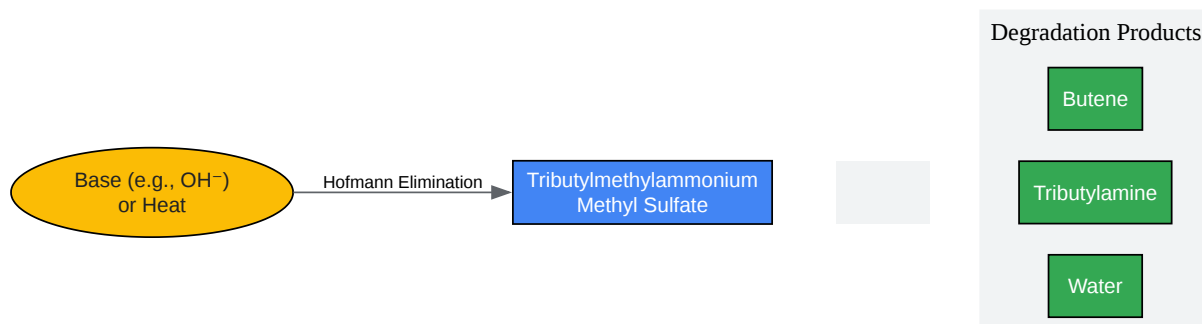 Degradation Products
Butene
Base (e.g., OH⁻)
or Heat
Hofmann Elimination
Tributylmethylammonium
Methyl Sulfate
Tributylamine
Water